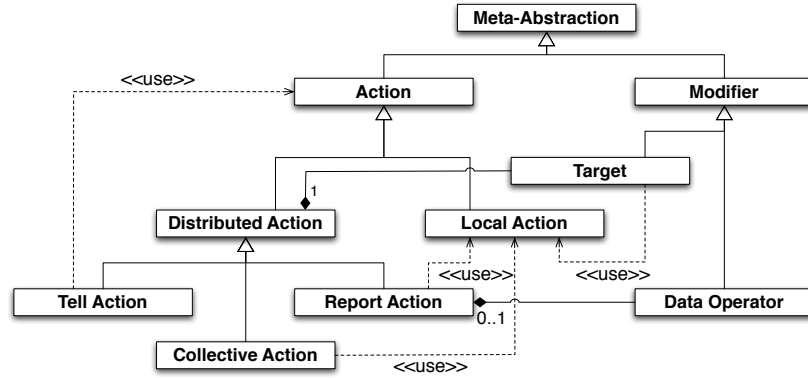 Meta-Abstraction
<<use>>
Action
Modifier
Target
1
Distributed Action
Local Action
<<use>>
<<use>>
Tell Action
Report Action
Data Operator
0..1
Collective Action
<<use>>